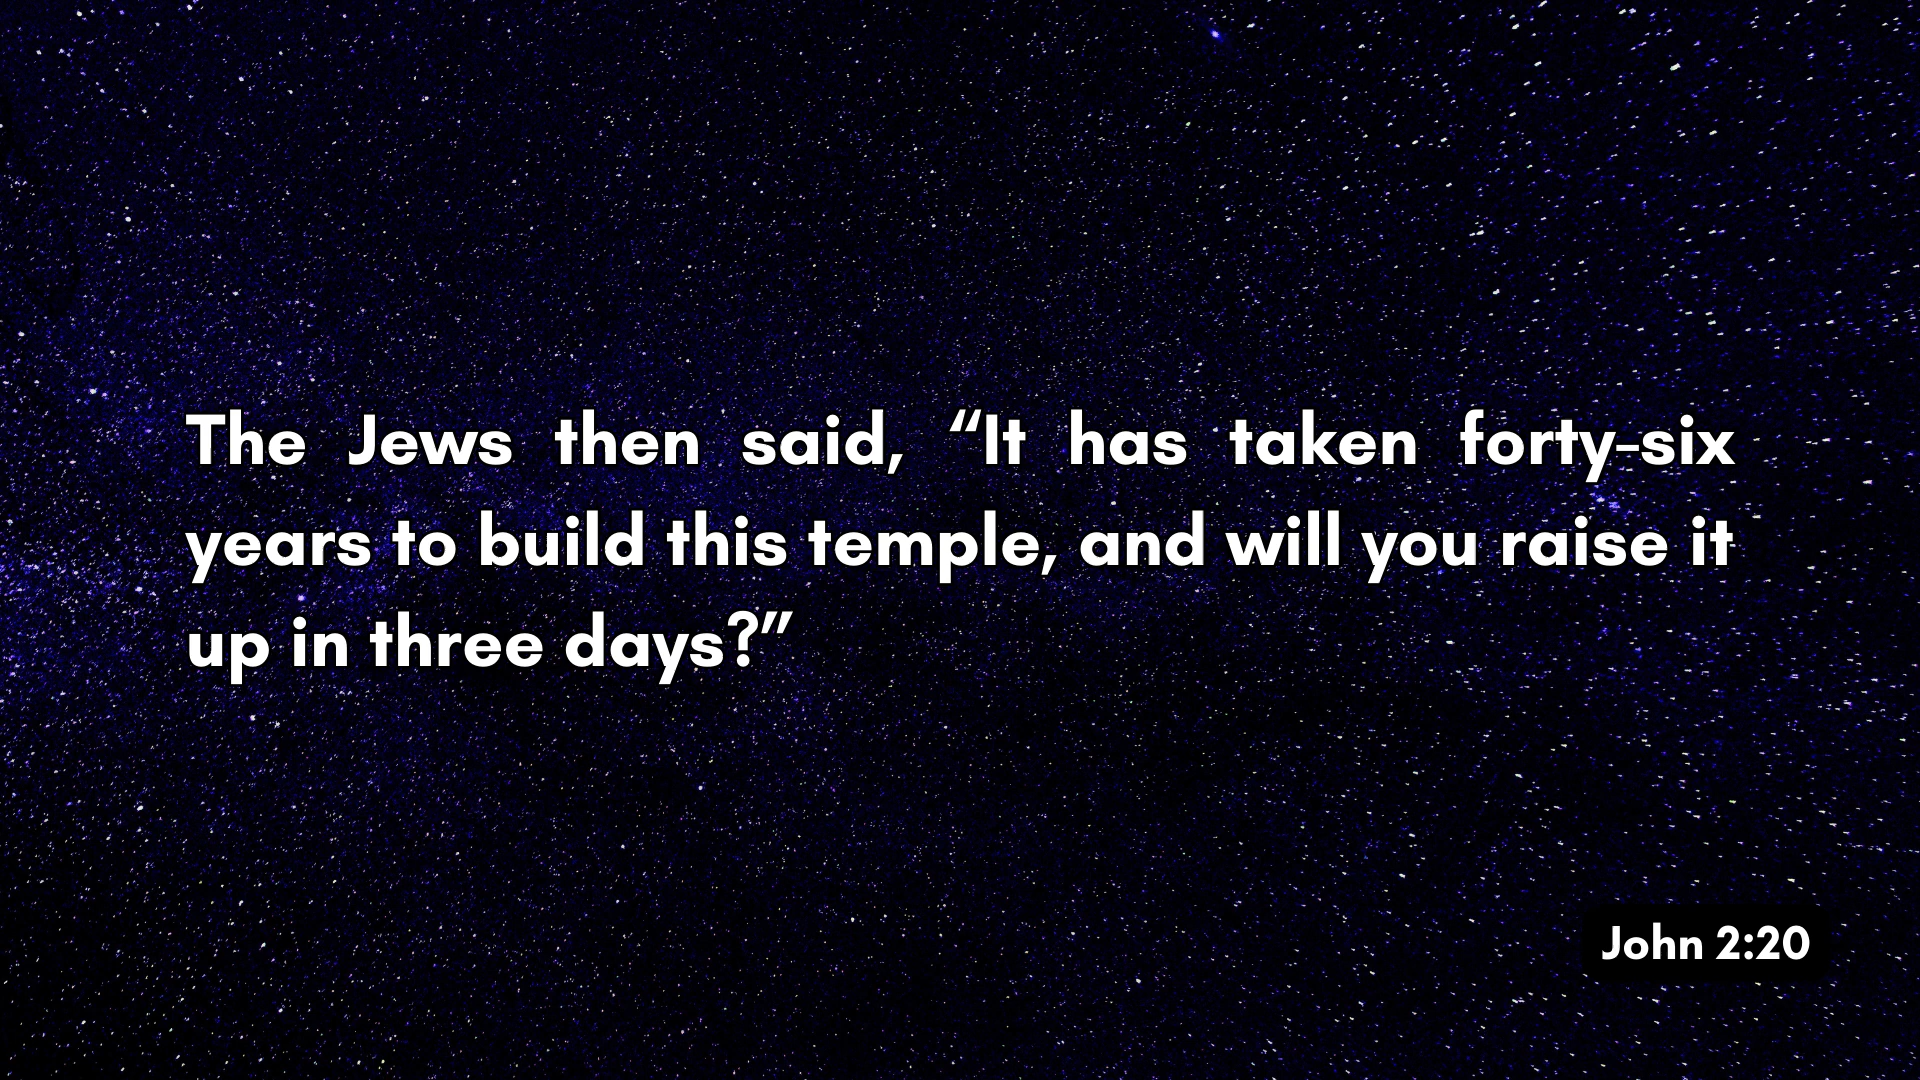 The Jews then said, “It has taken forty-six
years to build this temple, and will you raise it
up in three days?”
John 2:20